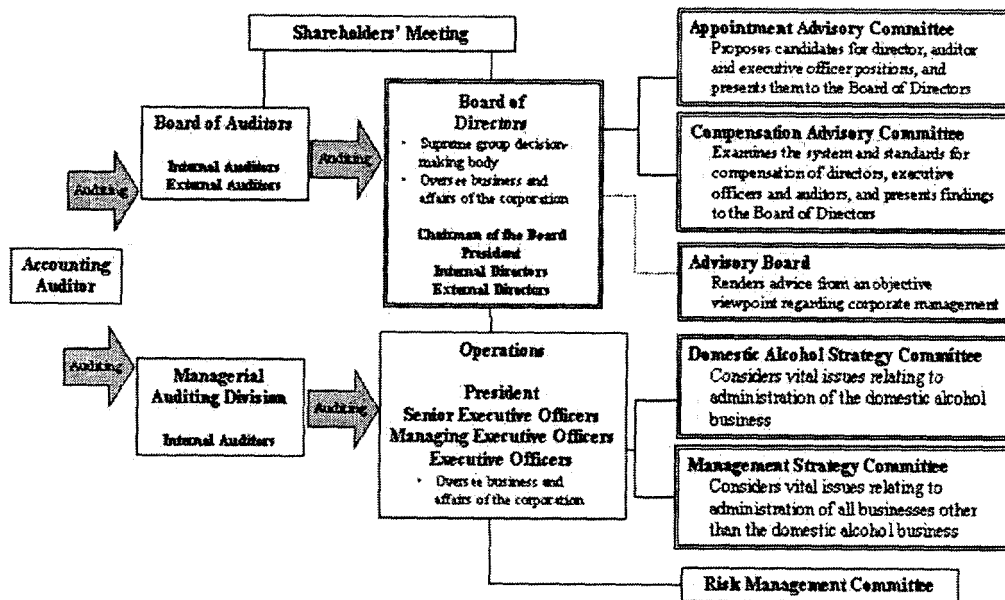 Shareholders' Meeting
Board of Auditors
Internal Auditors
External Auditors
Auditing
Auditing
Accounting
Auditor
Auditing
Managerial
Auditing Division
Internal Auditors
Auditing
Board of
Directors
• Supreme group decision-
making body
• Oversee business and
affairs of the corporation
Chairman of the Board
President
Internal Directors
External Directors
Operations
President
Senior Executive Officers
Managing Executive Officers
Executive Officers
• Oversee business and
affairs of the corporation
Appointment Advisory Committee
Proposes candidates for director, auditor
and executive officer positions, and
presents them to the Board of Directors
Compensation Advisory Committee
Examines the system and standards for
compensation of directors, executive
officers and auditors, and presents findings
to the Board of Directors
Advisory Board
Renders advice from an objective
viewpoint regarding corporate management
Domestic Alcohol Strategy Committee
Considers vital issues relating to
administration of the domestic alcohol
business
Management Strategy Committee
Considers vital issues relating to
administration of all businesses other
than the domestic alcohol business
Risk Management Committee